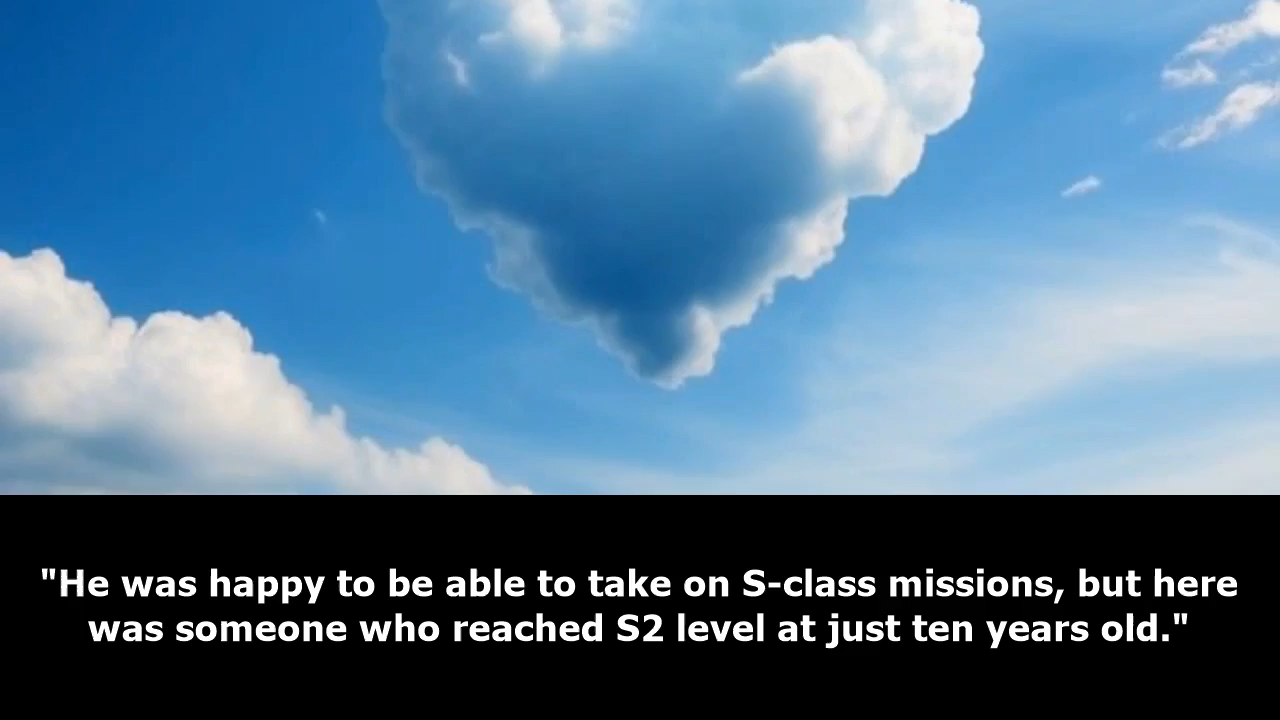 "He was happy to be able to take on S-class missions, but here
was someone who reached S2 level at just ten years old."